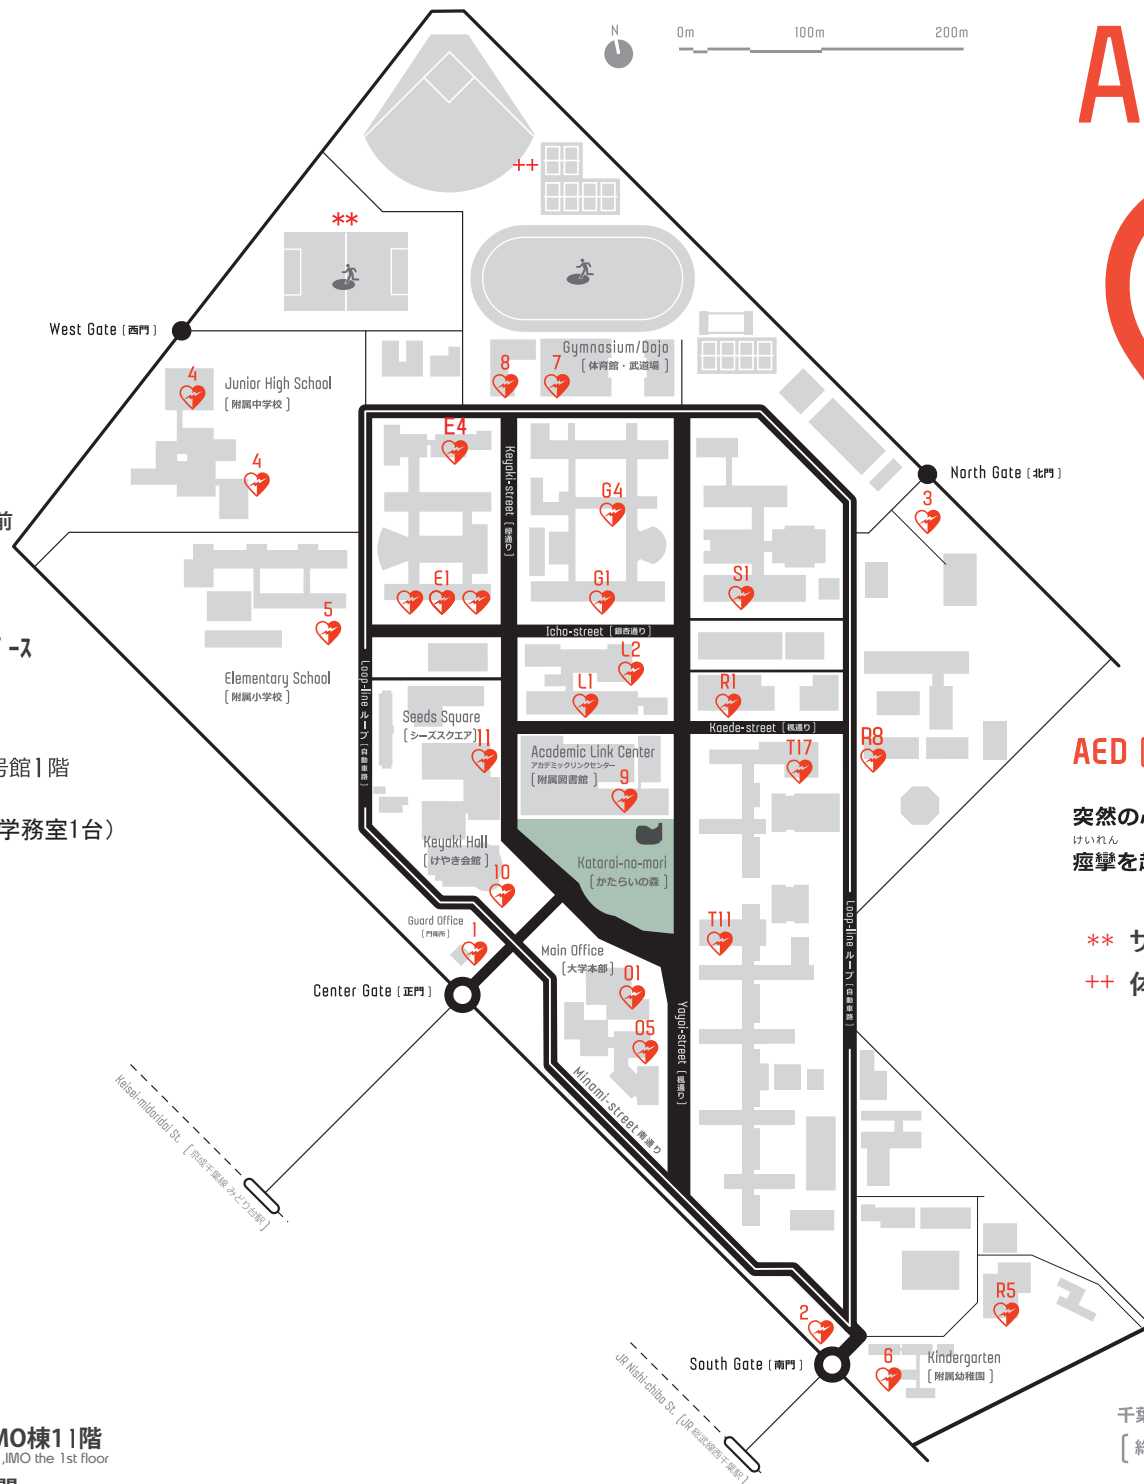 N
0m 100m 200m
A
**
++
West Gate [ 西門 ]
Gymnasium/Dojo
[ 体育館・武道場 ]
8
7
4
Junior High School
[ 附属中学校 ]
E4
4
Keyaki-street [ 欅通り ]
North Gate [ 北門 ]
G4
3
前
E1
G1
S1
5
Icho-street [ 銀杏通り ]
ース
L2
Elementary School
[ 附属小学校 ]
Loop-line ループ [ 自動車路 ]
L1
R1
Seeds Square
[ シーズスクエア ]
11
Kaede-street [ 楓通り ]
R8
AED [
Academic Link Center
アカデミックリンクセンター
[ 附属図書館 ]
9
T17
号館1階
突然の
学務室1台）
けいれん
痙攣を
Keyaki Hall
[ けやき会館 ]
10
Katarai-no-mori
[ かたらいの森 ]
Guard Office
[ 門衛所 ]
1
T11
Loop-line ループ [ 自動車路 ]
** サ
Main Office
[ 大学本部 ]
++ 体
Center Gate [ 正門 ]
01
05
Yayoi-street
Minami-street 南通り
Keisei-midoridai St. [ 京成千葉線 みどり台駅 ]
R5
2
South Gate [ 南門 ]
6
Kindergarten
[ 附属幼稚園 ]
JR Nishi-chiba St. [JR 総武線西千葉駅 ]
千葉
[ 総
MO棟11階
,IMO the 1st floor